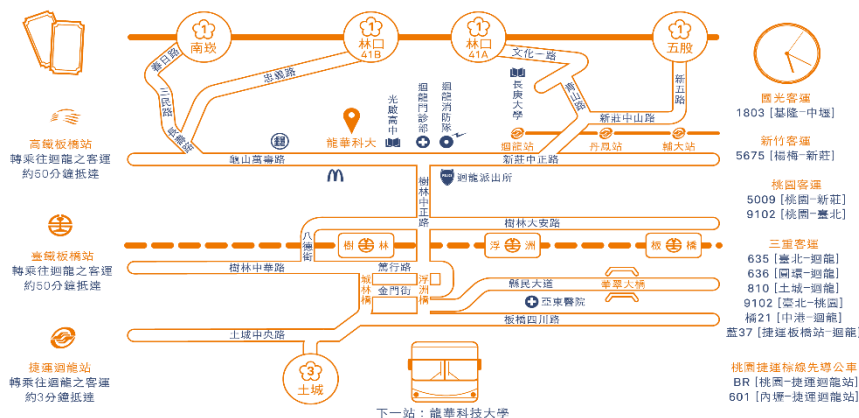 高鐵板橋站
轉乘往迴龍之客運
約50分鐘抵達
臺鐵板橋站
轉乘往迴龍之客運
約50分鐘抵達
捷運迴龍站
轉乘往迴龍之客運
約3分鐘抵達
1
南崁
1
林口
41B
1
林口
41A
1
五股
春日路
三民路
忠義路
文化一路
青山路
新五路
新莊中山路
長庚大學
光啟高中
迴龍門診部
迴龍消防隊
龍華科大
迴龍站
丹鳳站
輔大站
龜山萬壽路
新莊中正路
迴龍派出所
樹林中正路
樹林大安路
八德街
樹林
浮洲
板橋
樹林中華路
篤行路
城林橋
金門街
浮洲橋
縣民大道
華翠大橋
亞東醫院
土城中央路
板橋四川路
3
土城
下一站：龍華科技大學
國光客運
1803 [基隆-中壢]
新竹客運
5675 [楊梅-新莊]
桃園客運
5009 [桃園-新莊]
9102 [桃園-臺北]
三重客運
635 [臺北-迴龍]
636 [圓環-迴龍]
810 [土城-迴龍]
9102 [臺北-桃園]
橘21 [中港-迴龍]
藍37 [捷運板橋站-迴龍]
桃園捷運棕線先導公車
BR [桃園-捷運迴龍站]
601 [內壢-捷運迴龍站]